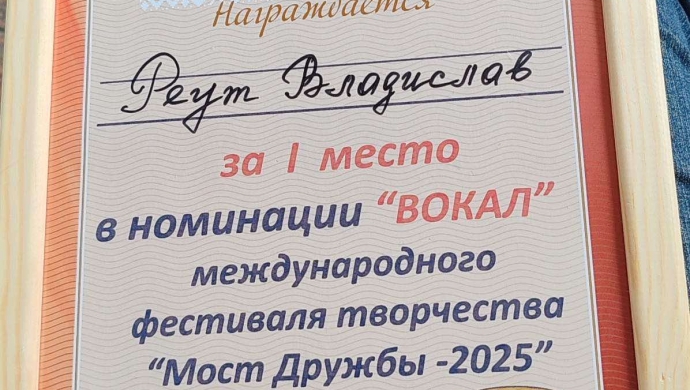 Награждается
Реут Владислав
за I место
в номинации “ВОКАЛ”
международного
фестиваля творчества
“Мост Дружбы -2025”